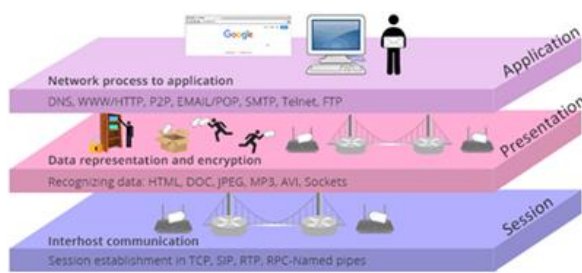 Google
Application
Network process to application
DNS, WWW/HTTP, P2P, EMAIL/POP, SMTP, Telnet, FTP
Presentation
Data representation and encryption
Recognizing data: HTML, DOC, JPEG, MP3, AVI, Sockets
Session
Interhost communication
Session establishment in TCP, SIP, RTP, RPC-Named pipes